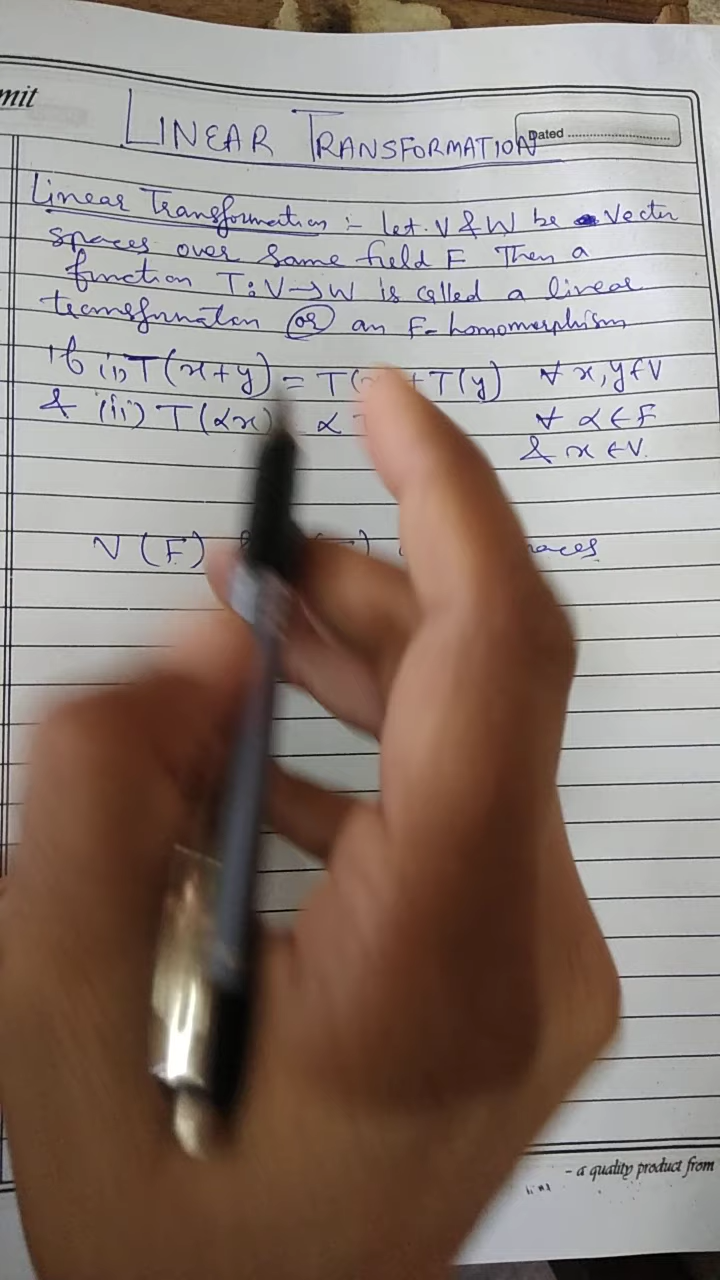 mit
LINEAR TRANSFORMATION
Dated
Linear Transformation :- let V & W be Vector
spaces over same field F Then a
function T:V→W is called a linear
transformation or an F-homomorphism
if (i) T(x+y) = T( + T(y) ∀ x,y∈V
& (ii) T(αx) α ∀ α∈F
& x∈V.
V(F)
- a quality product from